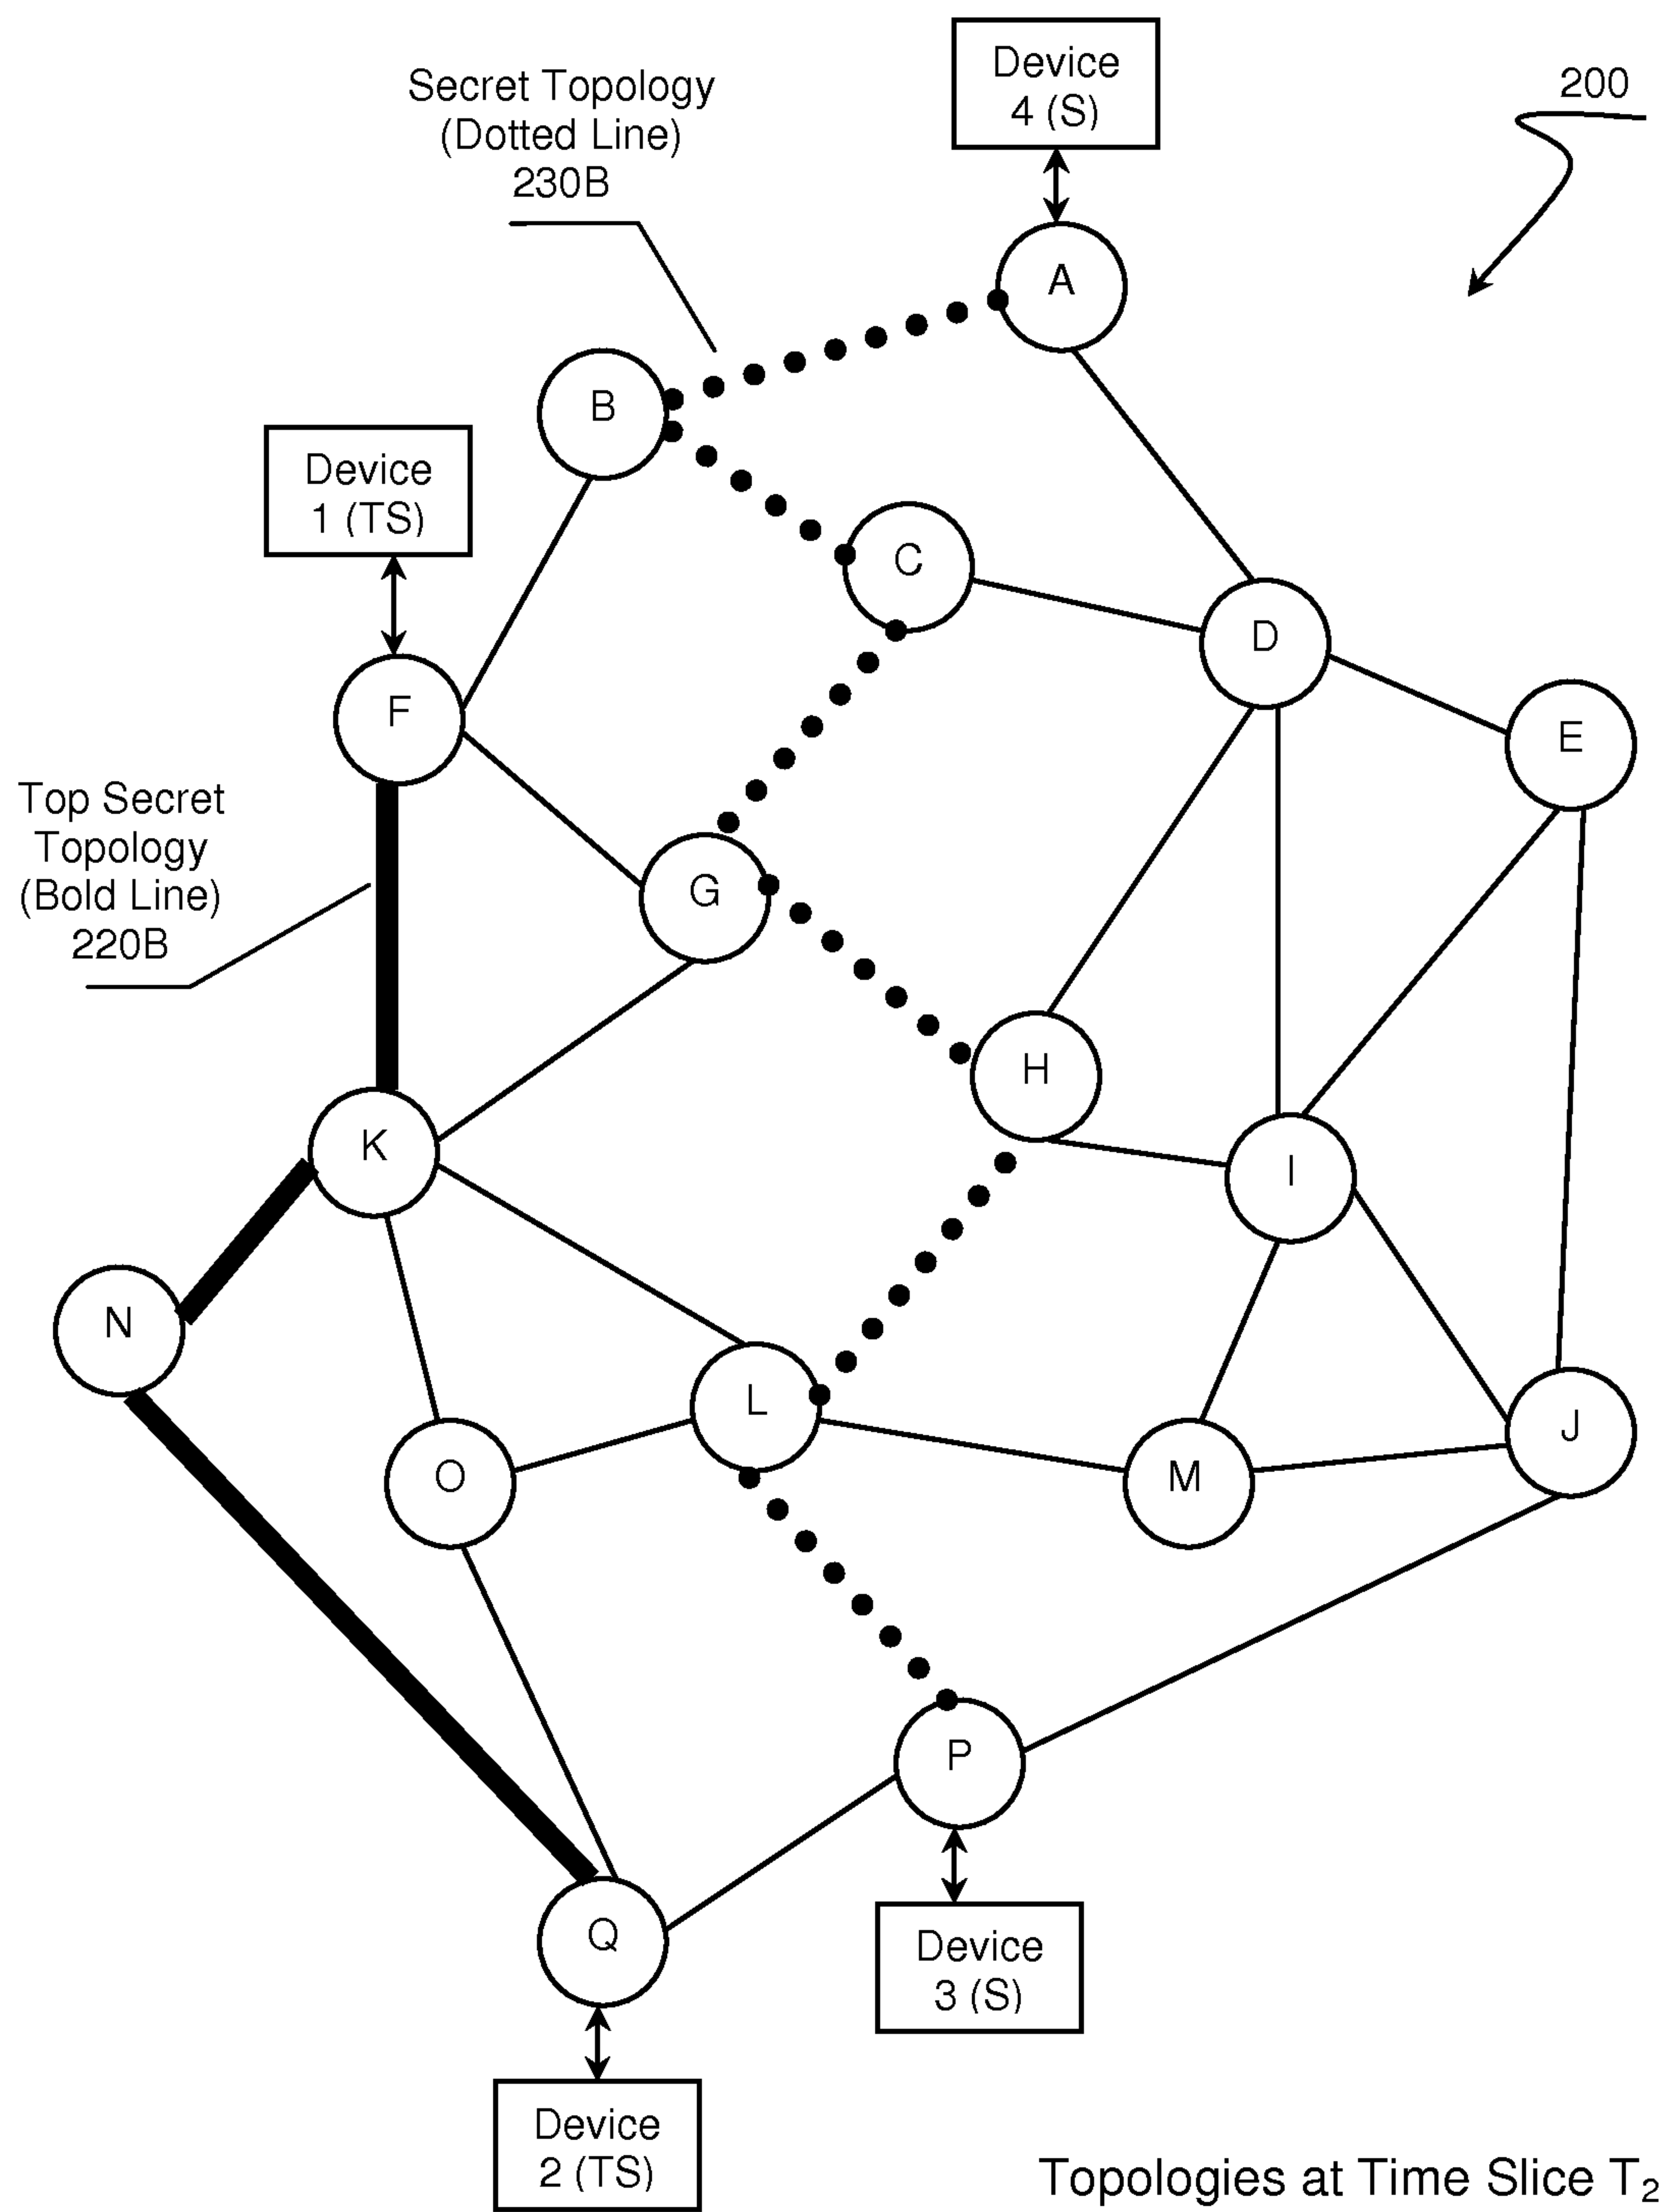 Device
4 (S)
200
Secret Topology
(Dotted Line)
230B
A
B
Device
1 (TS)
C
D
F
E
Top Secret
Topology
(Bold Line)
220B
G
H
K
I
N
L
J
O
M
P
Q
Device
3 (S)
Device
2 (TS)
Topologies at Time Slice T2